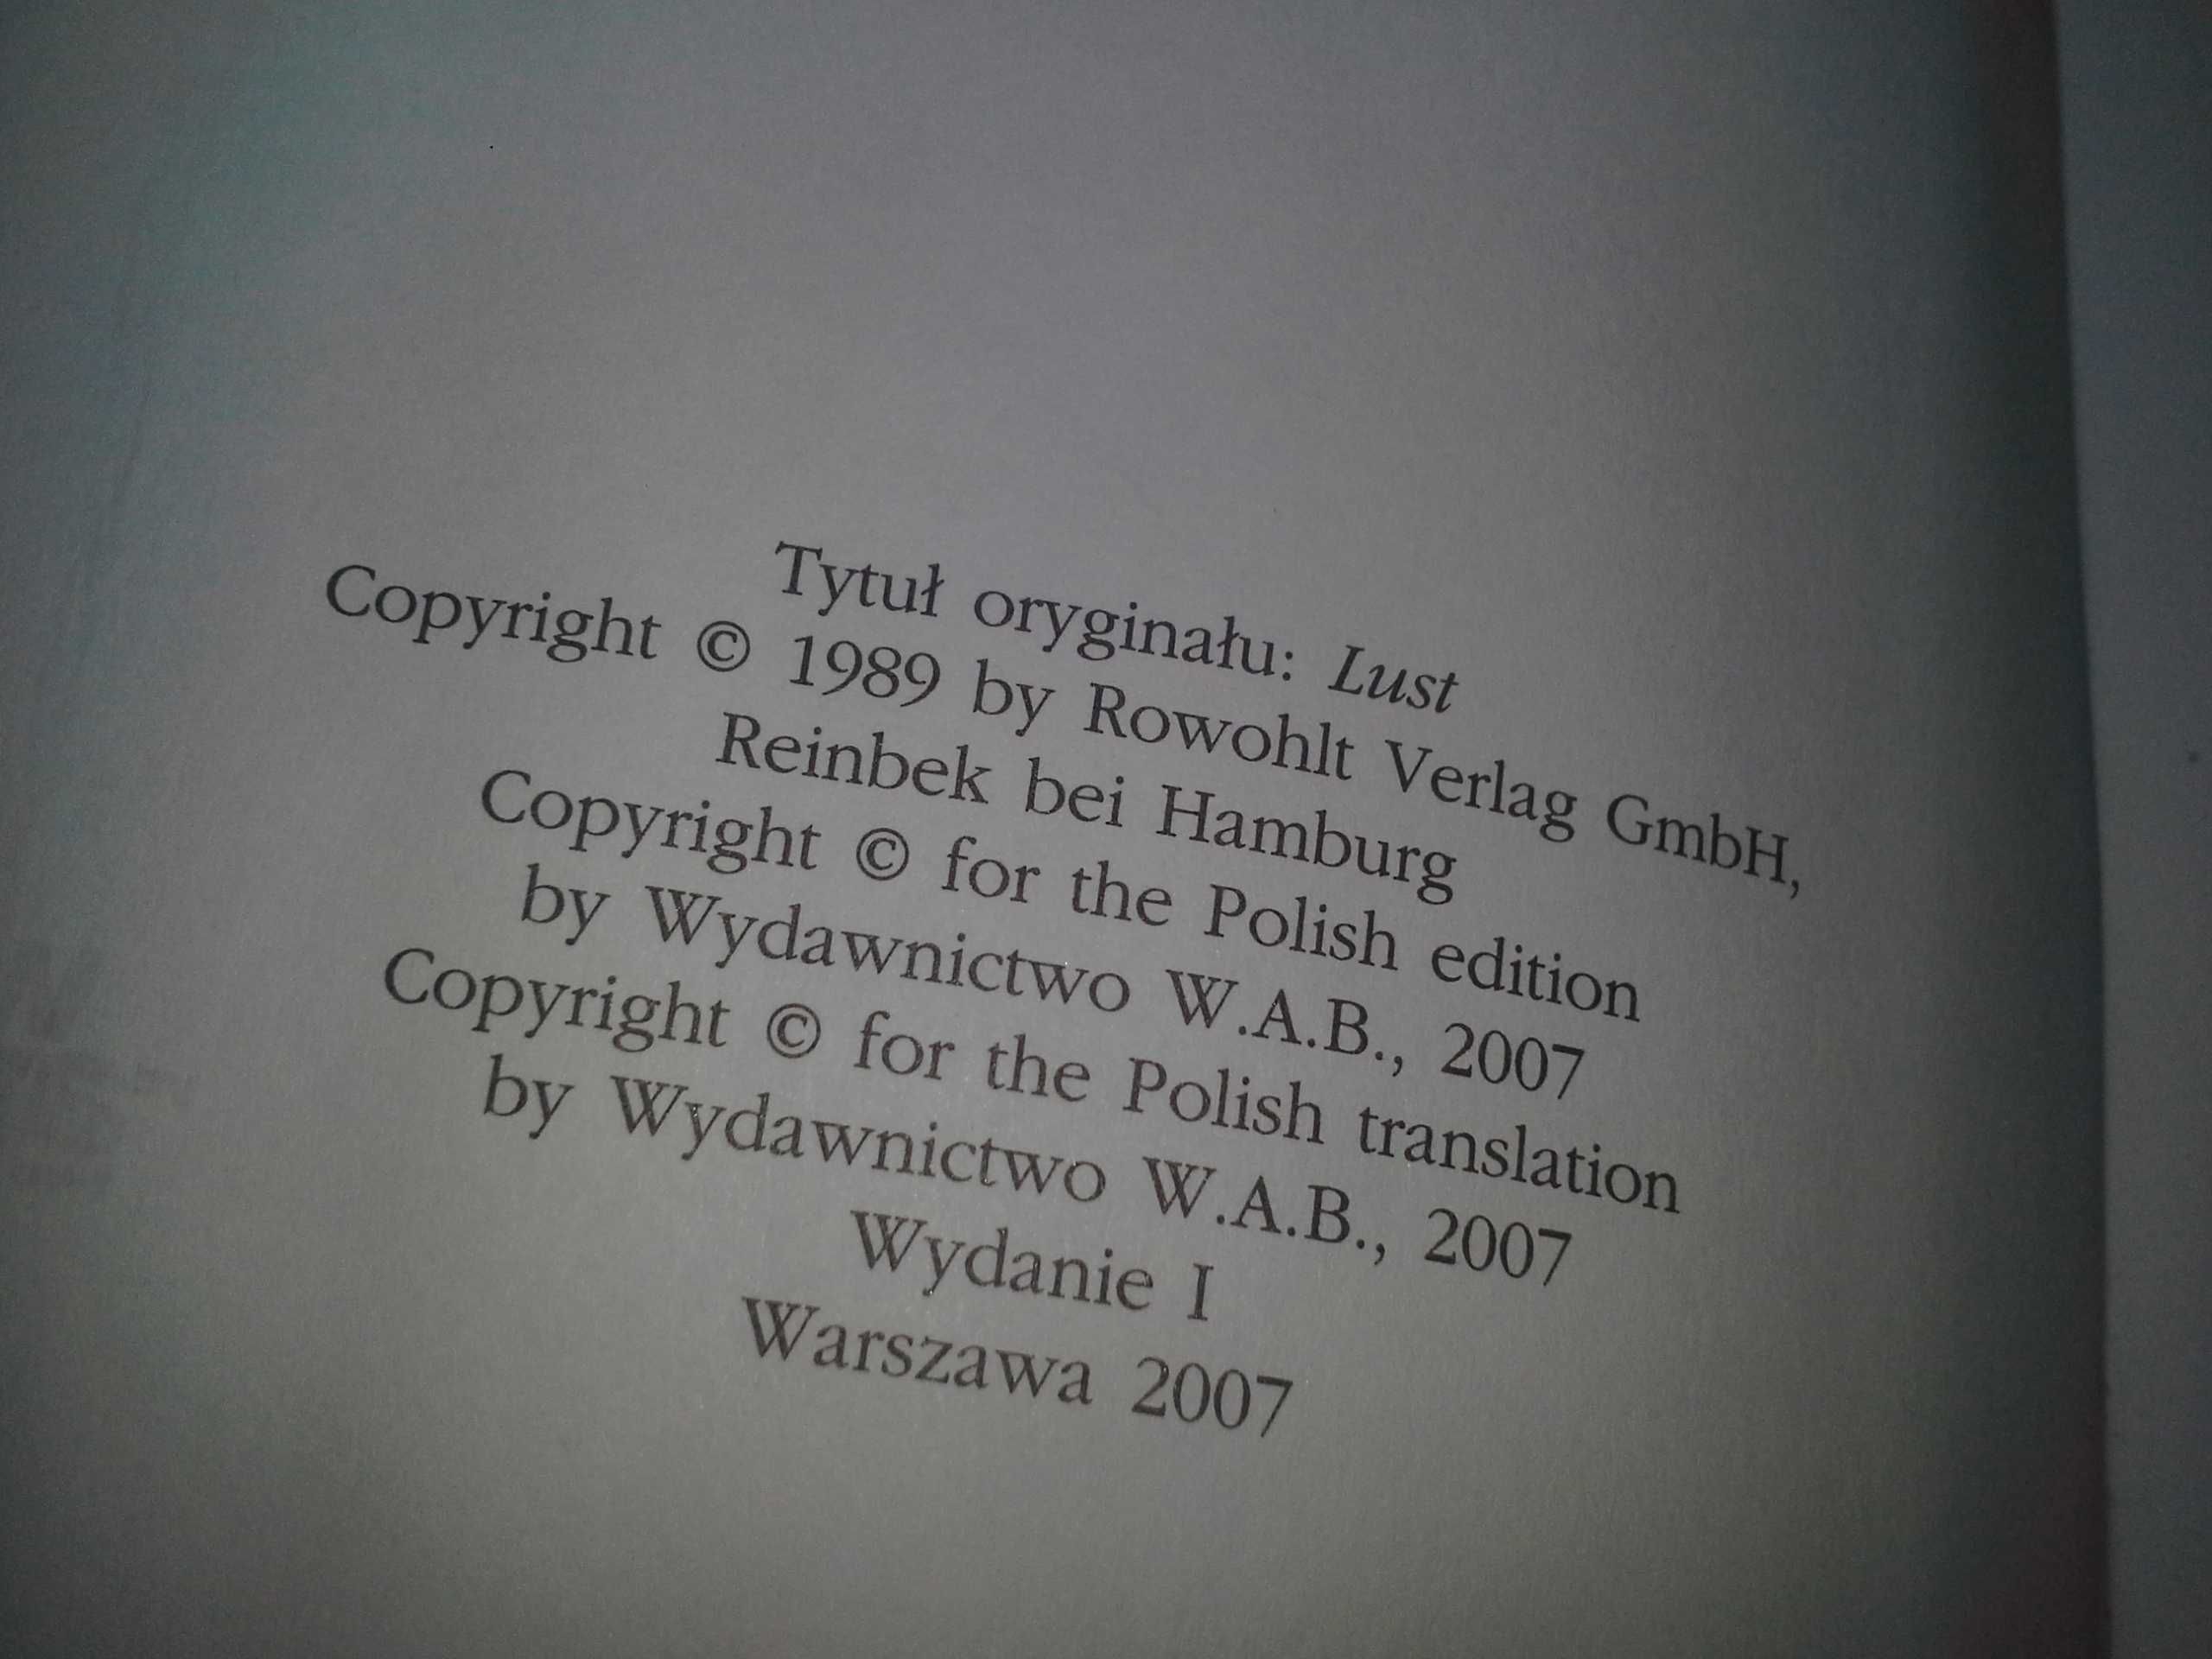 Tytuł oryginału: Lust
Copyright © 1989 by Rowohlt Verlag GmbH,
Reinbek bei Hamburg
Copyright © for the Polish edition
by Wydawnictwo W.A.B., 2007
Copyright © for the Polish translation
by Wydawnictwo W.A.B., 2007
Wydanie I
Warszawa 2007